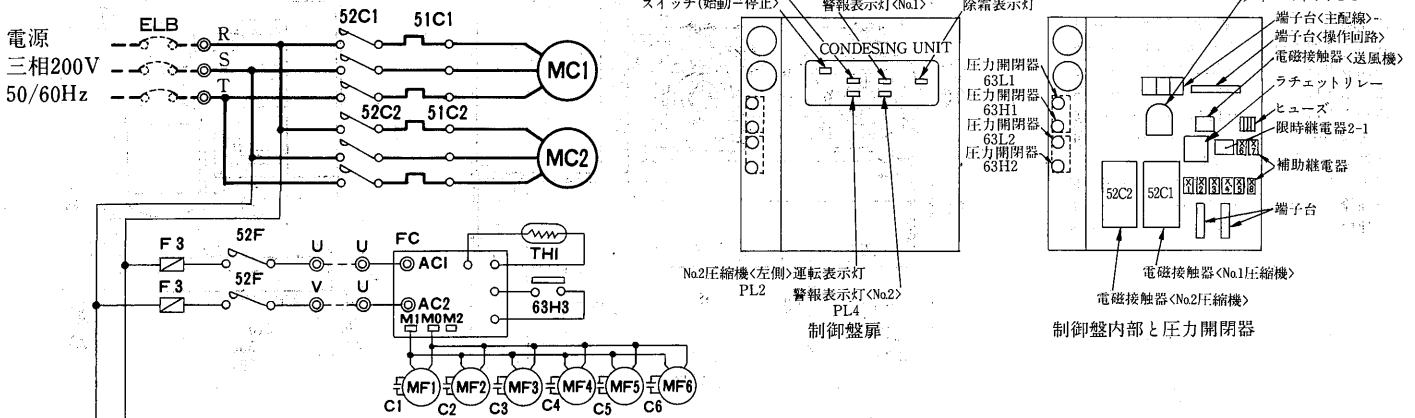 ELB
電源
三相200V
50/60Hz
R
S
T
52C1
51C1
MC1
52C2
51C2
MC2
F3
52F
U
U
FC
AC1
TH1
F3
52F
V
U
AC2
63H3
M1 M0 M2
MF1
MF2
MF3
MF4
MF5
MF6
C1
C2
C3
C4
C5
C6
スイッチ(始動ー停止)
警報表示灯<No.1>
除霜表示灯
CONDESING UNIT
No.2圧縮機<左側>運転表示灯
PL2
警報表示灯<No.2>
PL4
制御盤扉
圧力開閉器
63L1
圧力開閉器
63H1
圧力開閉器
63L2
圧力開閉器
63H2
端子台<主配線>
端子台<操作回路>
電磁接触器<送風機>
ラチェットリレー
ヒューズ
限時継電器2-1
補助継電器
端子台
52C2
52C1
電磁接触器<No.1圧縮機>
電磁接触器<No.2圧縮機>
制御盤内部と圧力開閉器